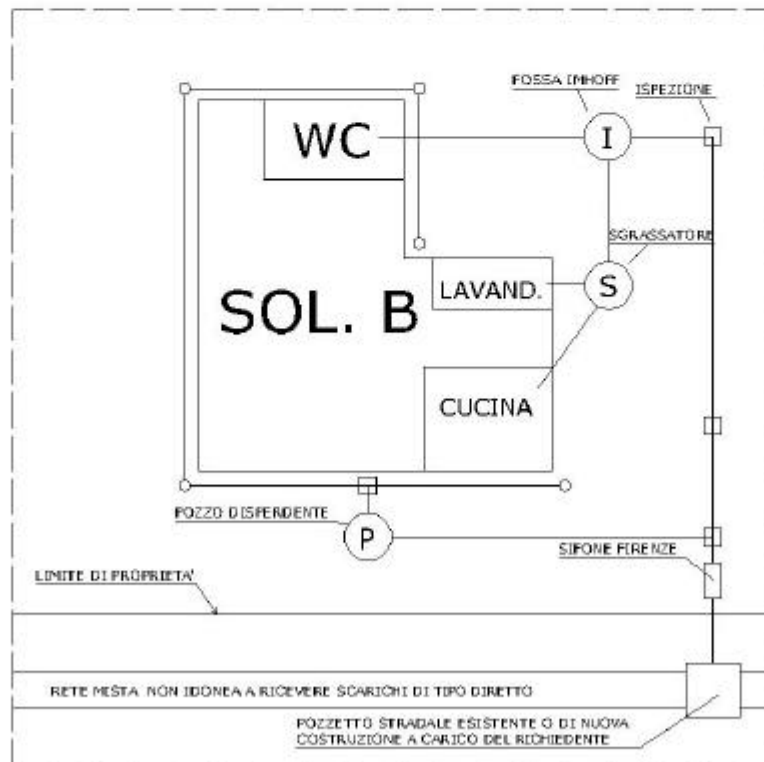 FOSSA IMHOFF
ISPEZIONE
WC
I
SGRASSATORE
LAVAND.
S
SOL. B
CUCINA
POZZO DISPERDENTE
P
SIFONE FIRENZE
LIMITE DI PROPRIETA'
RETE MISTA NON IDONEA A RICEVERE SCARICHI DI TIPO DIRETTO
POZZETTO STRADALE ESISTENTE O DI NUOVA
COSTRUZIONE A CARICO DEL RICHIEDENTE